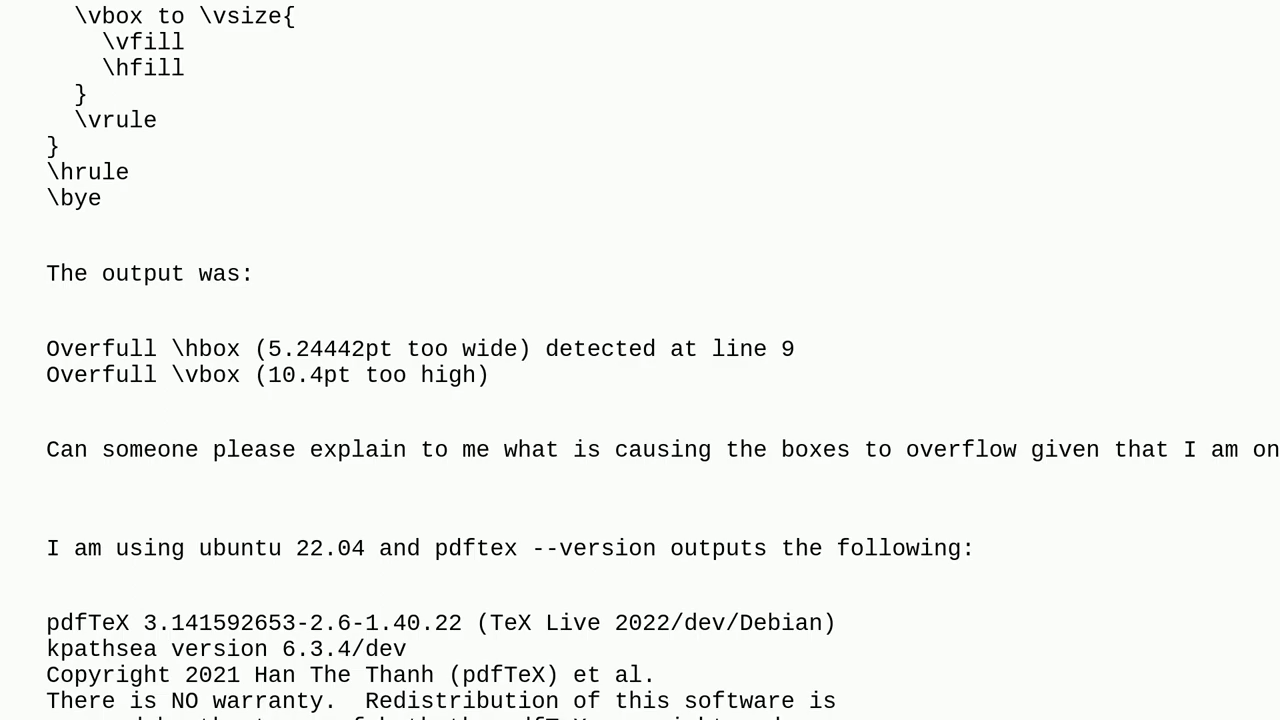 \vbox to \vsize{
\vfill
\hfill
}
\vrule
}
\hrule
\bye
The output was:
Overfull \hbox (5.24442pt too wide) detected at line 9
Overfull \vbox (10.4pt too high)
Can someone please explain to me what is causing the boxes to overflow given that I am on
I am using ubuntu 22.04 and pdftex --version outputs the following:
pdfTeX 3.141592653-2.6-1.40.22 (TeX Live 2022/dev/Debian)
kpathsea version 6.3.4/dev
Copyright 2021 Han The Thanh (pdfTeX) et al.
There is NO warranty.  Redistribution of this software is